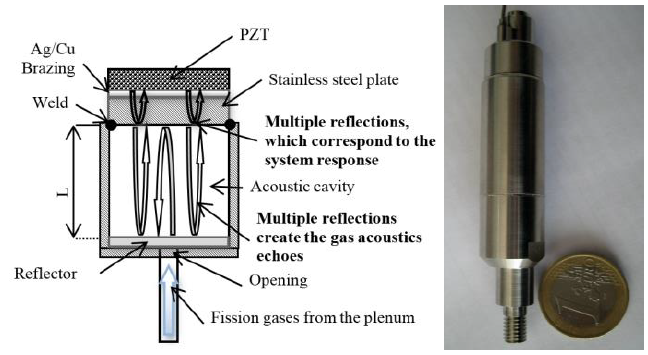 PZT
Ag/Cu
Brazing
Stainless steel plate
Weld
Multiple reflections,
which correspond to the
system response
L
Acoustic cavity
Multiple reflections
create the gas acoustics
echoes
Reflector
Opening
Fission gases from the plenum
1